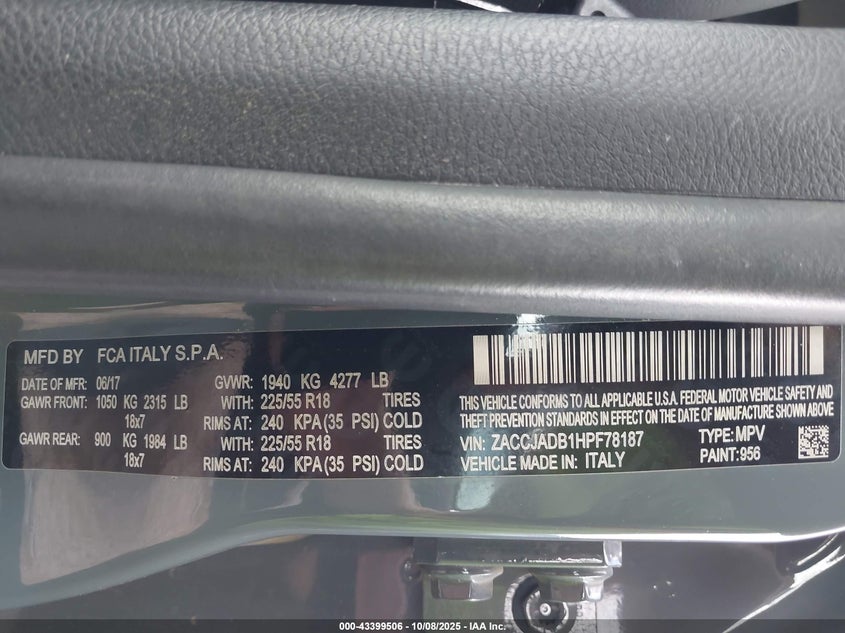 MFD BY FCA ITALY S.P.A.
DATE OF MFR: 06/17 GVWR: 1940 KG 4277 LB
GAWR FRONT: 1050 KG 2315 LB WITH: 225/55 R18 TIRES
18x7 RIMS AT: 240 KPA (35 PSI) COLD
GAWR REAR: 900 KG 1984 LB WITH: 225/55 R18 TIRES
18x7 RIMS AT: 240 KPA (35 PSI) COLD
THIS VEHICLE CONFORMS TO ALL APPLICABLE U.S.A. FEDERAL MOTOR VEHICLE SAFETY AND
THEFT PREVENTION STANDARDS IN EFFECT ON THE DATE OF MANUFACTURE SHOWN ABOVE
VIN: ZACCJADB1HPF78187 TYPE: MPV
VEHICLE MADE IN: ITALY PAINT: 956
000-43399506 - 10/08/2025 - IAA Inc.